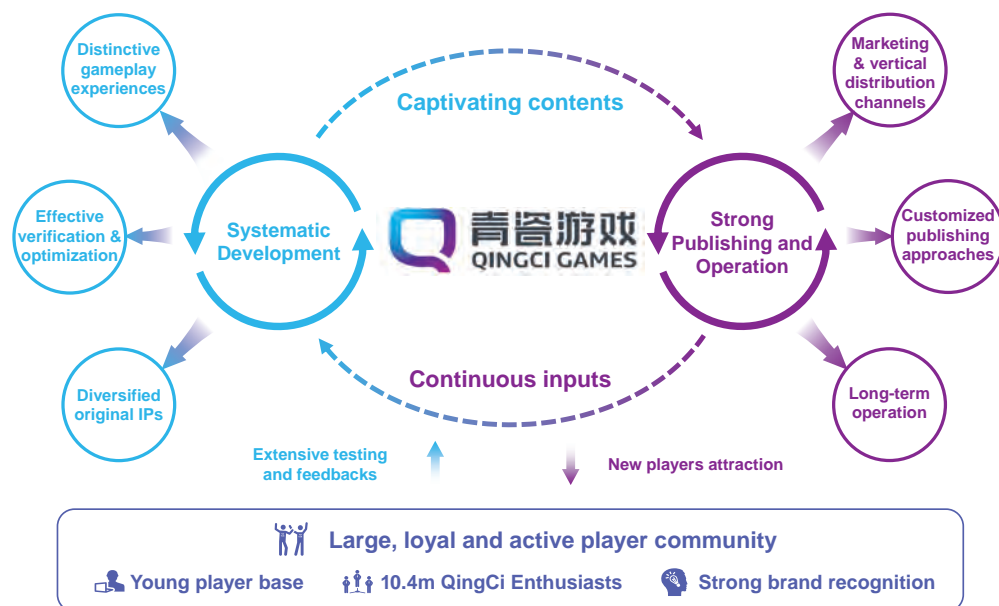 Distinctive
gameplay
experiences
Marketing
& vertical
distribution
channels
Captivating contents
Effective
verification &
optimization
Systematic
Development
青瓷游戏
QINGCI GAMES
Strong
Publishing and
Operation
Customized
publishing
approaches
Diversified
original IPs
Continuous inputs
Long-term
operation
Extensive testing
and feedbacks
New players attraction
Large, loyal and active player community
Young player base
10.4m QingCi Enthusiasts
Strong brand recognition